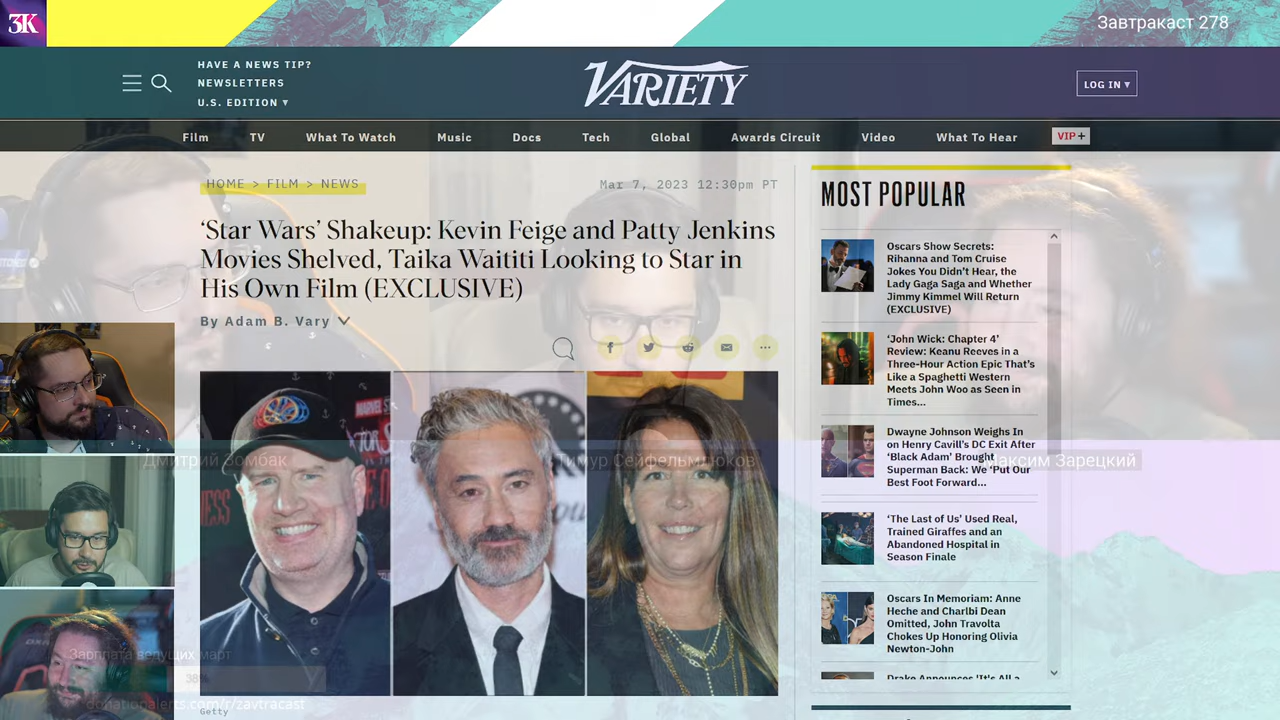 ЗК
Завтракаст 278
HAVE A NEWS TIP?
NEWSLETTERS
U.S. EDITION ▾
VARIETY
LOG IN ▾
Film
TV
What To Watch
Music
Docs
Tech
Global
Awards Circuit
Video
What To Hear
VIP+
HOME > FILM > NEWS
Mar 7, 2023 12:30pm PT
‘Star Wars’ Shakeup: Kevin Feige and Patty Jenkins
Movies Shelved, Taika Waititi Looking to Star in
His Own Film (EXCLUSIVE)
By Adam B. Vary
MOST POPULAR
Oscars Show Secrets:
Rihanna and Tom Cruise
Jokes You Didn’t Hear, the
Lady Gaga Saga and Whether
Jimmy Kimmel Will Return
(EXCLUSIVE)
‘John Wick: Chapter 4’
Review: Keanu Reeves in a
Three-Hour Action Epic That’s
Like a Spaghetti Western
Meets John Woo as Seen in
Times...
Dwayne Johnson Weighs In
on Henry Cavill’s DC Exit After
‘Black Adam’ Brought
Superman Back: We ‘Put Our
Best Foot Forward...
‘The Last of Us’ Used Real,
Trained Giraffes and an
Abandoned Hospital in
Season Finale
Oscars In Memoriam: Anne
Heche and Charlbi Dean
Omitted, John Travolta
Chokes Up Honoring Olivia
Newton-John
Drake Announces ‘It’s All a
Дмитрий Зомбак
Тимур Сейфельмлюков
Максим Зарецкий
MARVEL
Зарплата ведущих март
38%
donationalerts.com/r/zavtracast
Getty